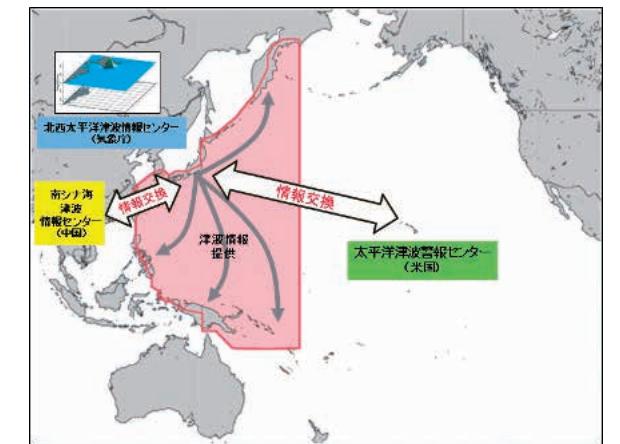 北西太平洋津波情報センター
(気象庁)
南シナ海
津波
情報センター
(中国)
情報交換
情報交換
津波情報
提供
太平洋津波警報センター
(米国)